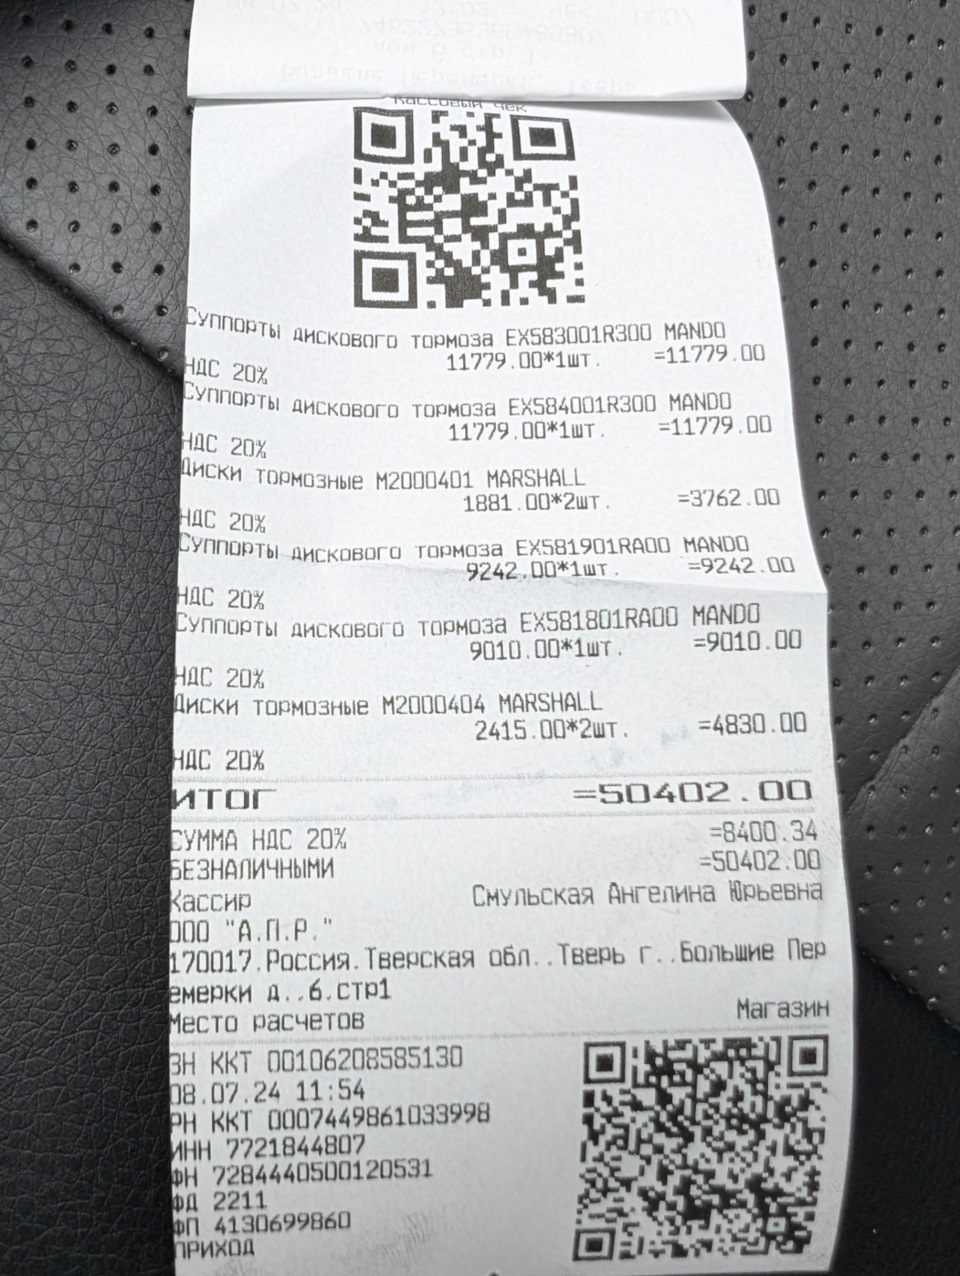 Кассовый чек
Суппорты дискового тормоза EX583001R300 MANDO
11779.00*1шт. =11779.00
НДС 20%
Суппорты дискового тормоза EX584001R300 MANDO
11779.00*1шт. =11779.00
НДС 20%
Диски тормозные M2000401 MARSHALL
1881.00*2шт. =3762.00
НДС 20%
Суппорты дискового тормоза EX581901RA00 MANDO
9242.00*1шт. =9242.00
НДС 20%
Суппорты дискового тормоза EX581801RA00 MANDO
9010.00*1шт. =9010.00
НДС 20%
Диски тормозные M2000404 MARSHALL
2415.00*2шт. =4830.00
НДС 20%
ИТОГ =50402.00
СУММА НДС 20% =8400.34
БЕЗНАЛИЧНЫМИ =50402.00
Кассир Смульская Ангелина Юрьевна
ООО "А.П.Р."
170017.Россия.Тверская обл..Тверь г..Большие Пер
емерки д..6.стр1
Место расчетов Магазин
ЗН ККТ 00106208585130
08.07.24 11:54
РН ККТ 0007449861033998
ИНН 7721844807
ФН 7284440500120531
ФД 2211
ФП 4130699860
ПРИХОД